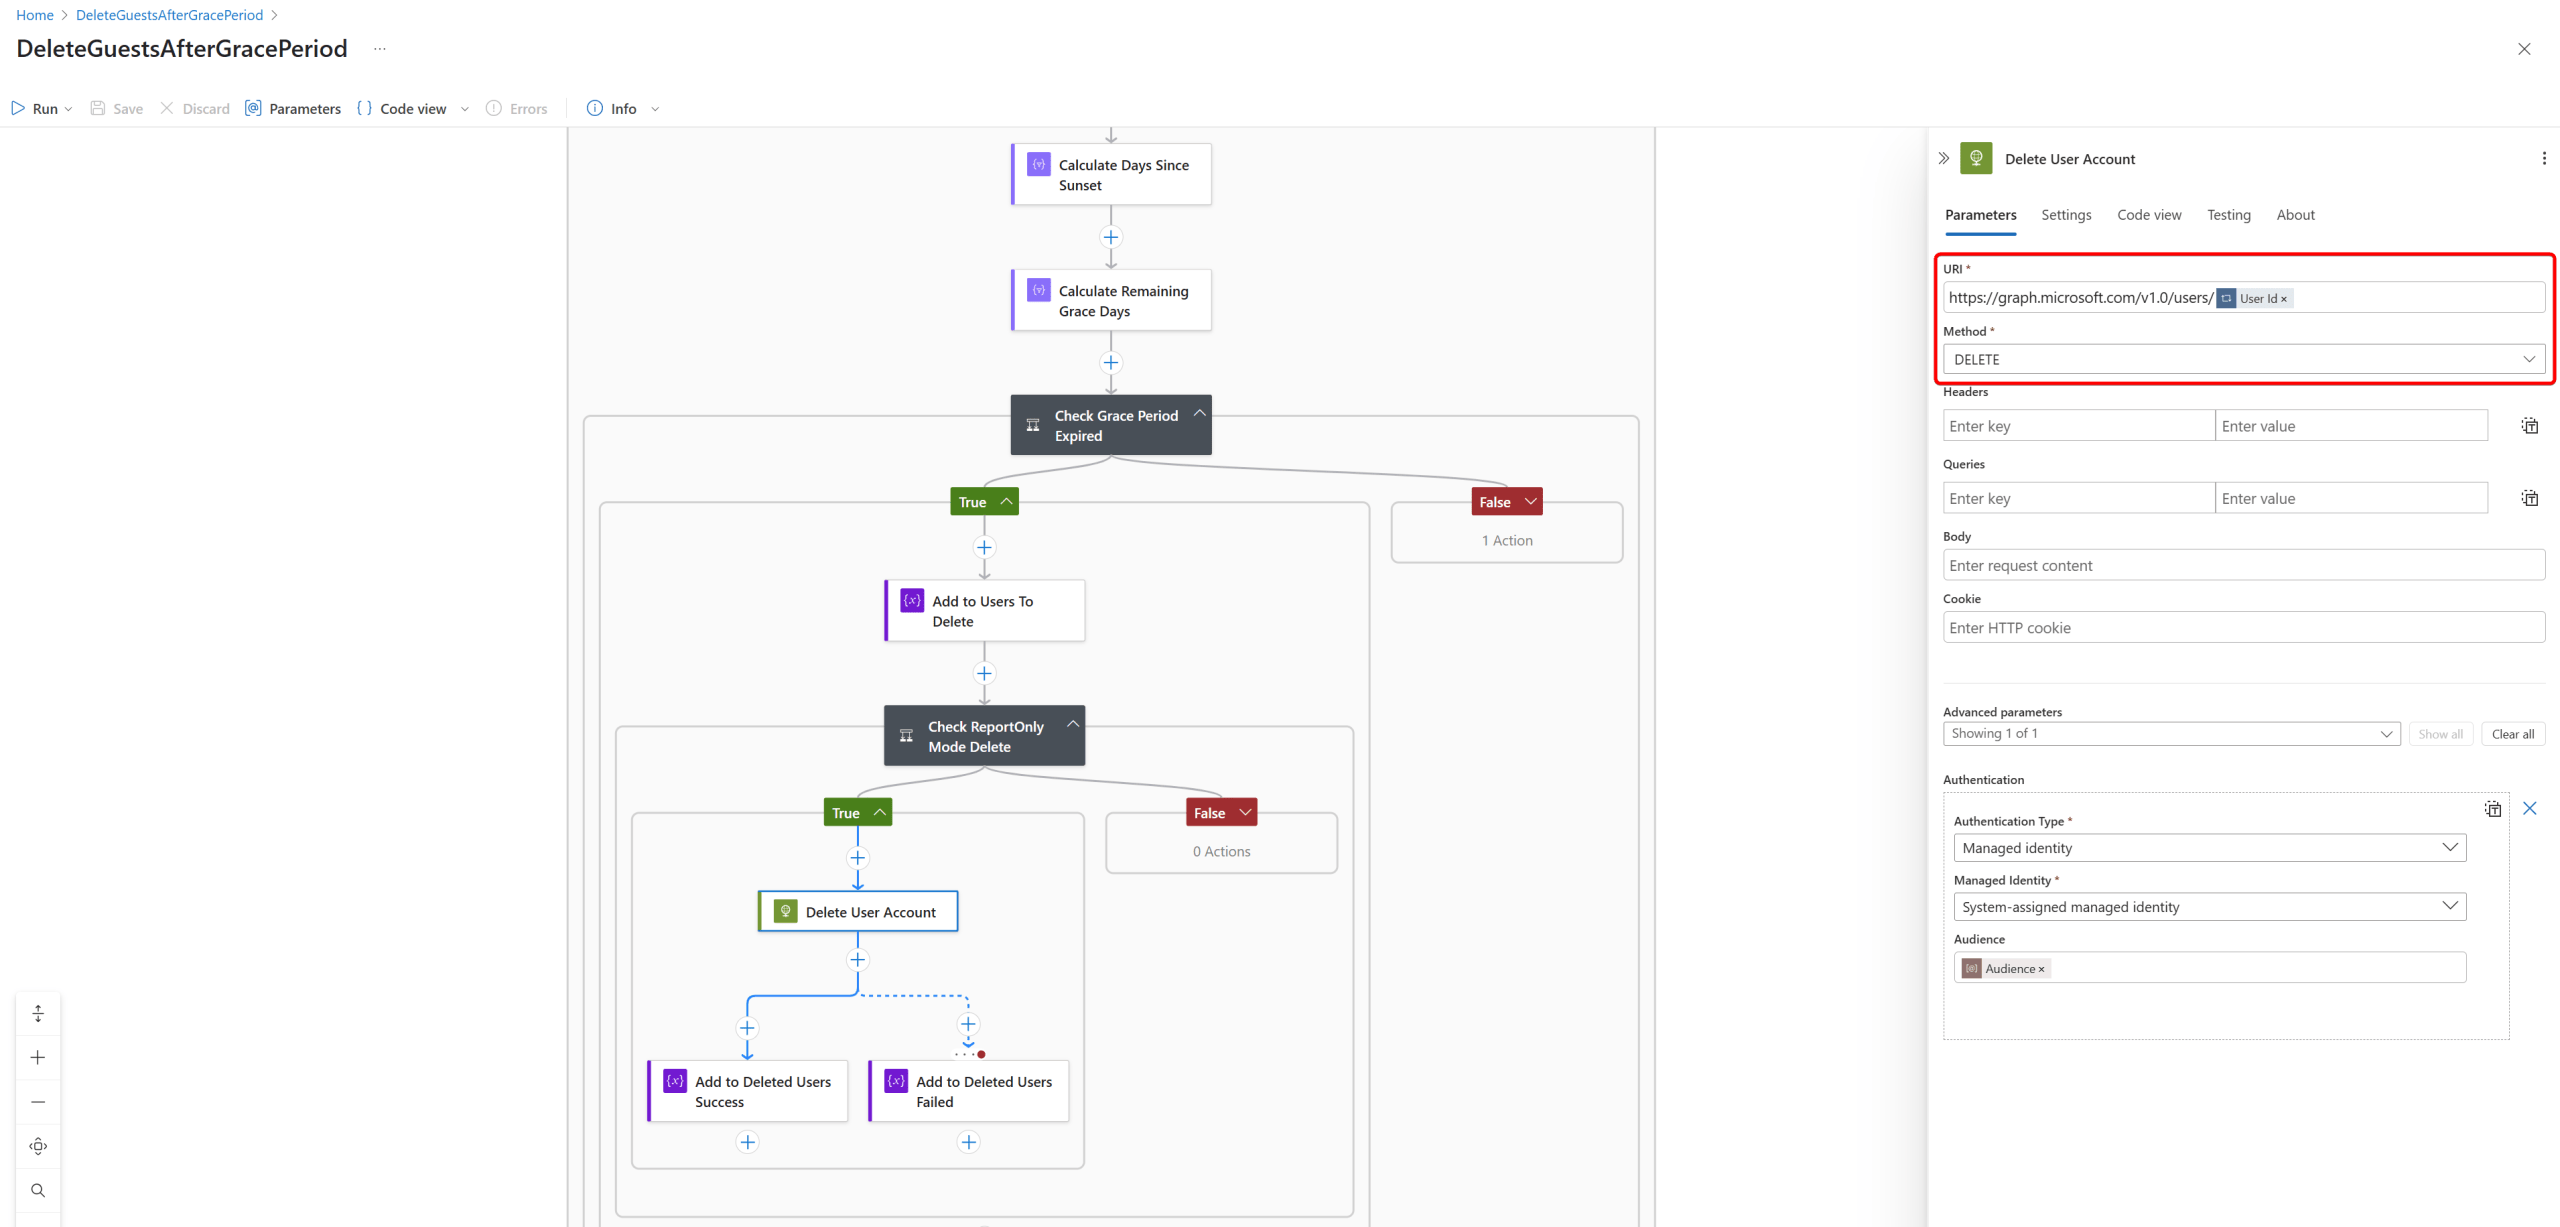 Home > DeleteGuestsAfterGracePeriod >
DeleteGuestsAfterGracePeriod ...
Run Save Discard Parameters Code view Errors Info
Calculate Days Since
Sunset
Calculate Remaining
Grace Days
Check Grace Period
Expired
True
False
1 Action
Add to Users To
Delete
Check ReportOnly
Mode Delete
True
False
0 Actions
Delete User Account
Add to Deleted Users
Success
Add to Deleted Users
Failed
Delete User Account
Parameters Settings Code view Testing About
URI *
https://graph.microsoft.com/v1.0/users/ User Id ×
Method *
DELETE
Headers
Enter key Enter value
Queries
Enter key Enter value
Body
Enter request content
Cookie
Enter HTTP cookie
Advanced parameters
Showing 1 of 1 Show all Clear all
Authentication
Authentication Type *
Managed identity
Managed Identity *
System-assigned managed identity
Audience
Audience ×